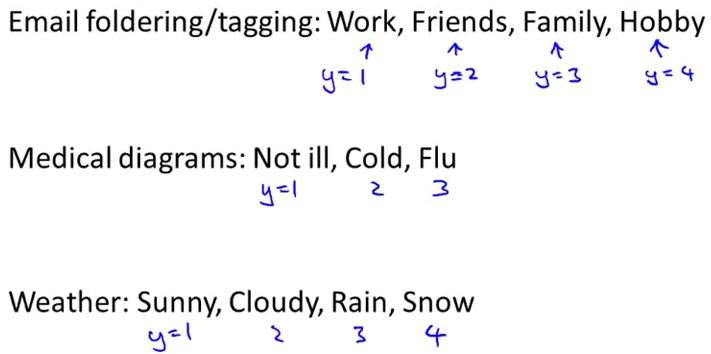 Email foldering/tagging: Work, Friends, Family, Hobby
y=1 y=2 y=3 y=4
Medical diagrams: Not ill, Cold, Flu
y=1 2 3
Weather: Sunny, Cloudy, Rain, Snow
y=1 2 3 4